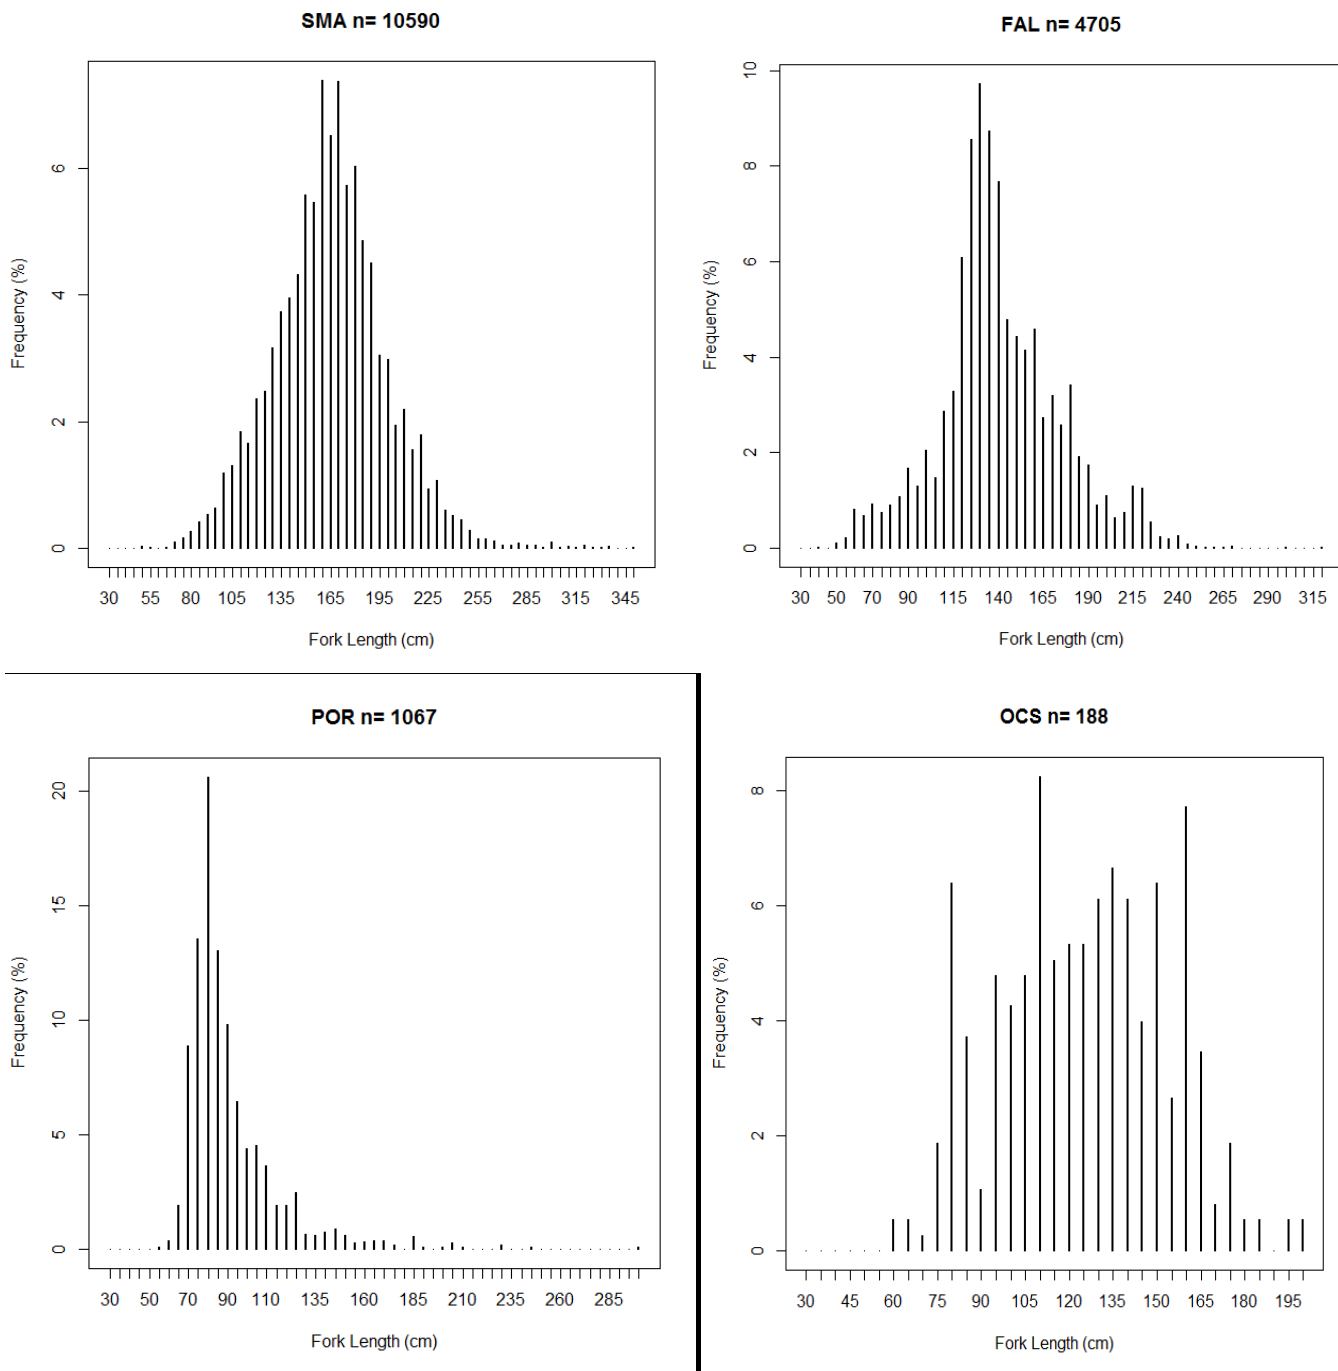 SMA n= 10590
Frequency (%)
0 2 4 6
30 55 80 105 135 165 195 225 255 285 315 345
Fork Length (cm)
FAL n= 4705
Frequency (%)
0 2 4 6 8 10
30 50 70 90 115 140 165 190 215 240 265 290 315
Fork Length (cm)
POR n= 1067
Frequency (%)
0 5 10 15 20
30 50 70 90 110 135 160 185 210 235 260 285
Fork Length (cm)
OCS n= 188
Frequency (%)
0 2 4 6 8
30 45 60 75 90 105 120 135 150 165 180 195
Fork Length (cm)